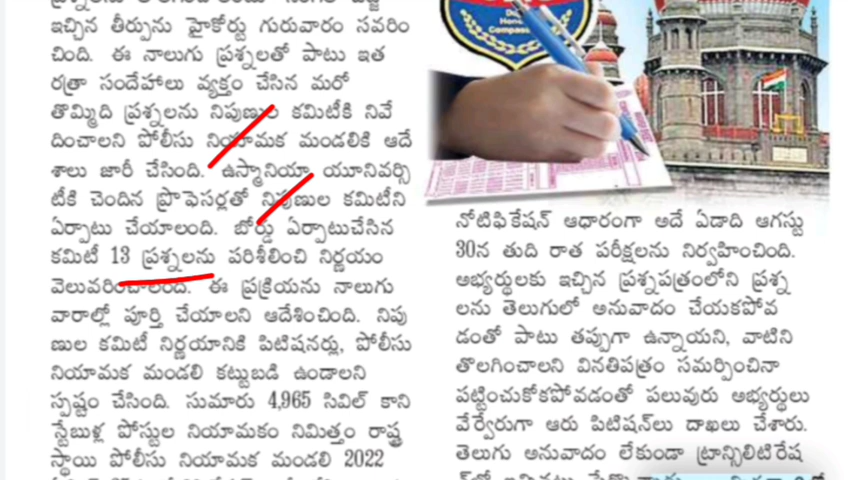 ఇచ్చిన తీర్పును హైకోర్టు గురువారం సవరిం
చింది. ఈ నాలుగు ప్రశ్నలతో పాటు ఇత
రత్రా సందేహాలు వ్యక్తం చేసిన మరో
తొమ్మిది ప్రశ్నలను నిపుణుల కమిటీకి నివే
దించాలని పోలీసు నియామక మండలికి ఆదే
శాలు జారీ చేసింది. ఉస్మానియా యూనివర్సి
టీకి చెందిన ప్రొఫెసర్లతో నిపుణుల కమిటీని
ఏర్పాటు చేయాలంది. బోర్డు ఏర్పాటుచేసిన
కమిటీ 13 ప్రశ్నలను పరిశీలించి నిర్ణయం
వెలువరించాలంది. ఈ ప్రక్రియను నాలుగు
వారాల్లో పూర్తి చేయాలని ఆదేశించింది. నిపు
ణుల కమిటీ నిర్ణయానికి పిటిషనర్లు, పోలీసు
నియామక మండలి కట్టుబడి ఉండాలని
స్పష్టం చేసింది. సుమారు 4,965 సివిల్ కాని
స్టేబుళ్ల పోస్టుల నియామకం నిమిత్తం రాష్ట్ర
స్థాయి పోలీసు నియామక మండలి 2022
నోటిఫికేషన్ ఆధారంగా అదే ఏడాది ఆగస్టు
30న తుది రాత పరీక్షలను నిర్వహించింది.
అభ్యర్థులకు ఇచ్చిన ప్రశ్నపత్రంలోని ప్రశ్న
లను తెలుగులో అనువాదం చేయకపోవ
డంతో పాటు తప్పుగా ఉన్నాయని, వాటిని
తొలగించాలని వినతిపత్రం సమర్పించినా
పట్టించుకోకపోవడంతో పలువురు అభ్యర్థులు
వేర్వేరుగా ఆరు పిటిషన్‌లు దాఖలు చేశారు.
తెలుగు అనువాదం లేకుండా ట్రాన్సిలిటిరేష